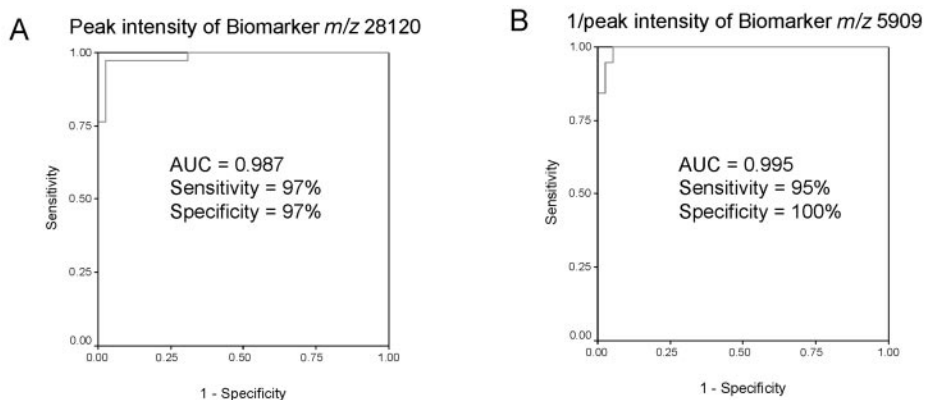 A
Peak intensity of Biomarker m/z 28120
1.00
0.75
0.50
0.25
0.00
Sensitivity
AUC = 0.987
Sensitivity = 97%
Specificity = 97%
0.00 0.25 0.50 0.75 1.00
1 - Specificity
B
1/peak intensity of Biomarker m/z 5909
1.00
0.75
0.50
0.25
0.00
Sensitivity
AUC = 0.995
Sensitivity = 95%
Specificity = 100%
0.00 0.25 0.50 0.75 1.00
1 - Specificity